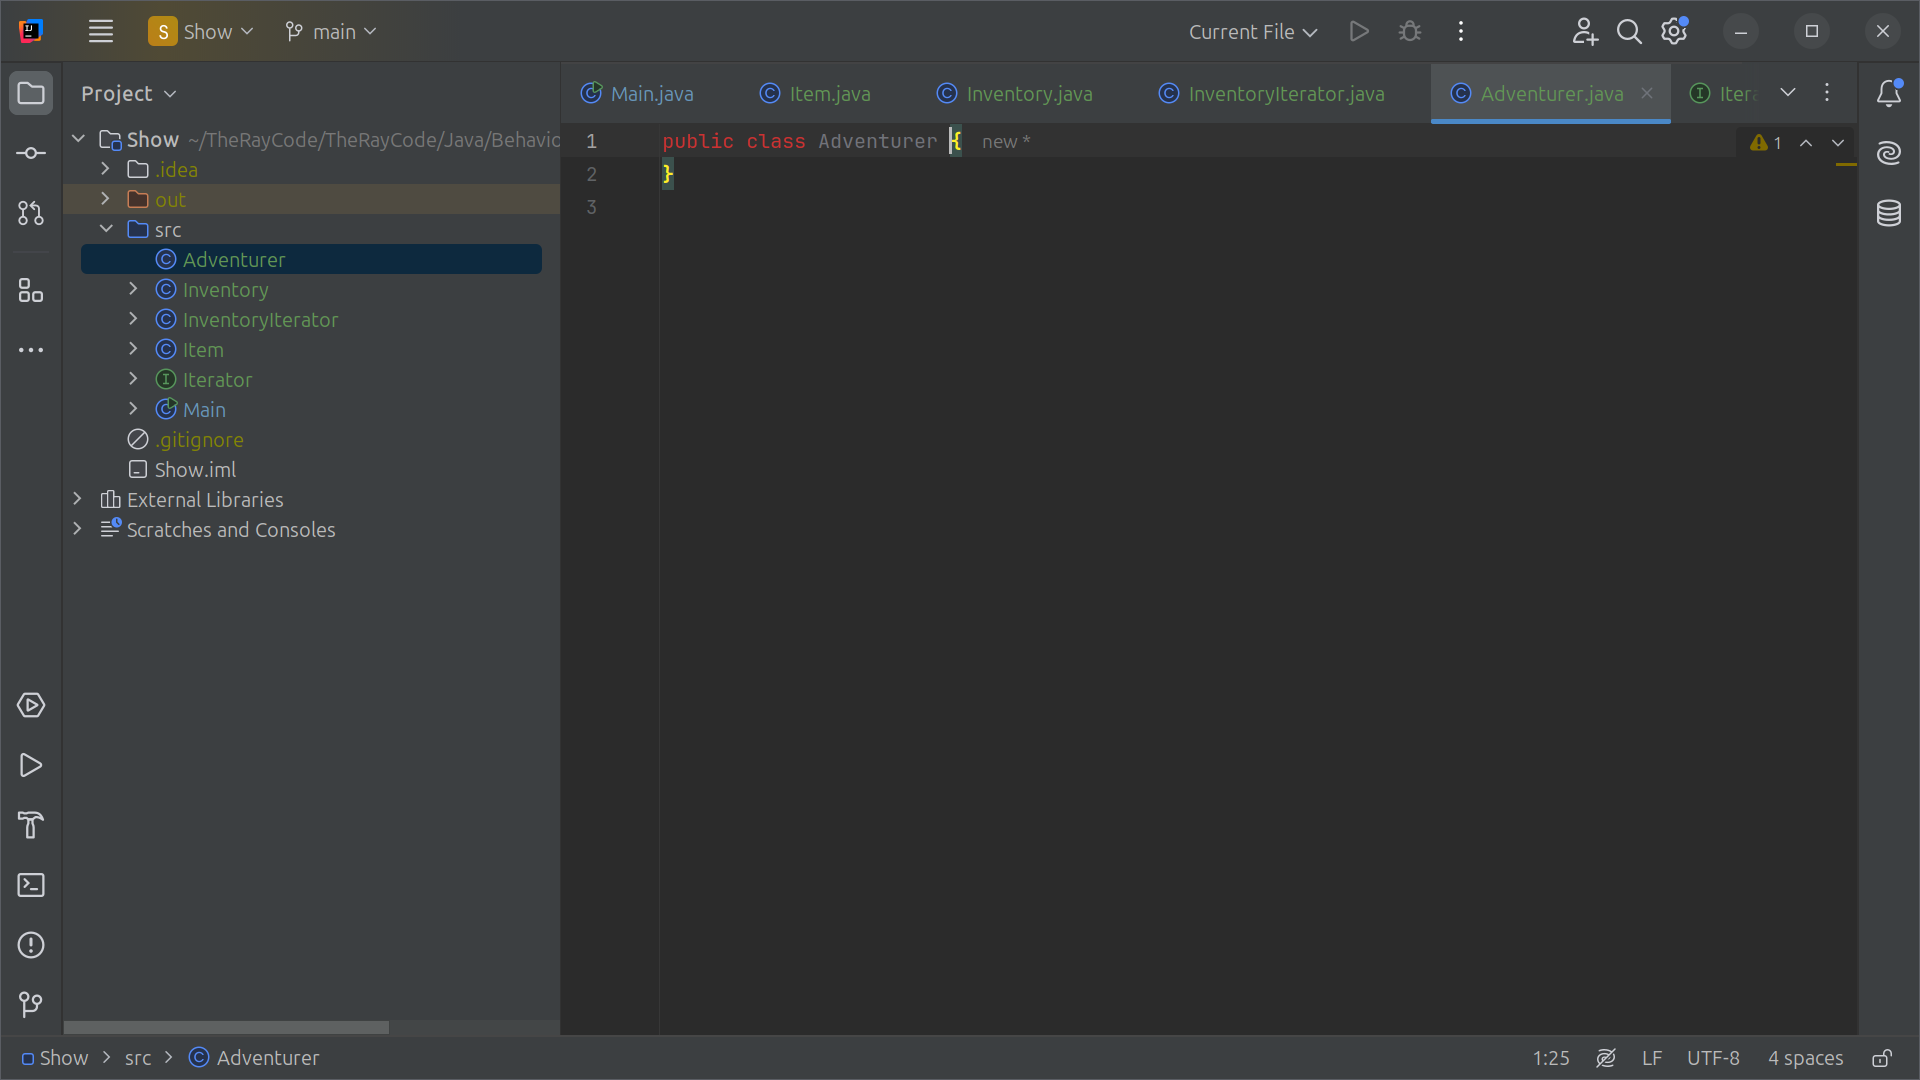 S Show main Current File
Project
Main.java Item.java Inventory.java InventoryIterator.java Adventurer.java Itera
Show ~/TheRayCode/TheRayCode/Java/Behavio
.idea
out
src
Adventurer
Inventory
InventoryIterator
Item
Iterator
Main
.gitignore
Show.iml
External Libraries
Scratches and Consoles
1 public class Adventurer { new * 1
2 }
3
Show src Adventurer 1:25 LF UTF-8 4 spaces